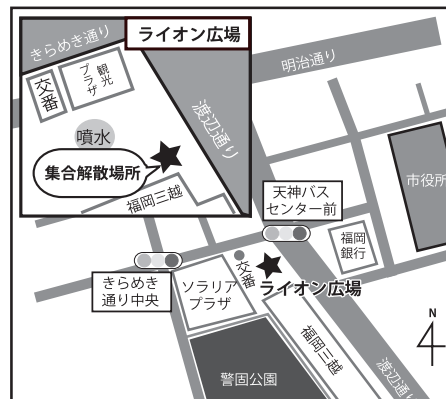 きらめき通り
ライオン広場
交番
観光
プラザ
噴水
集合解散場所
福岡三越
渡辺通り
明治通り
市役所
天神バス
センター前
福岡
銀行
きらめき
通り中央
交番
ライオン広場
ソラリア
プラザ
福岡三越
渡辺通り
警固公園
N
4